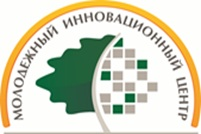 МОЛОДЕЖНЫЙ ИННОВАЦИОННЫЙ ЦЕНТР